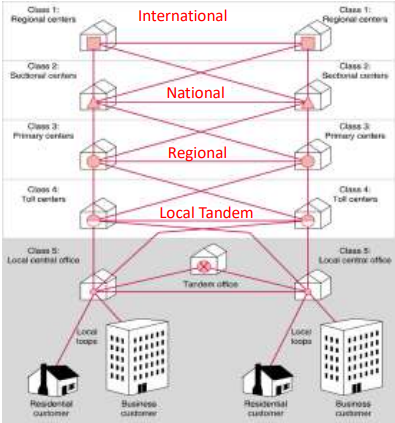 Class 1:
Regional centers
International
Class 1:
Regional centers
Class 2:
Sectional centers
National
Class 2:
Sectional centers
Class 3:
Primary centers
Regional
Class 3:
Primary centers
Class 4:
Toll centers
Local Tandem
Class 4:
Toll centers
Class 5:
Local central office
Tandem office
Class 5:
Local central office
Local
loops
Local
loops
Residential
customer
Business
customer
Residential
customer
Business
customer